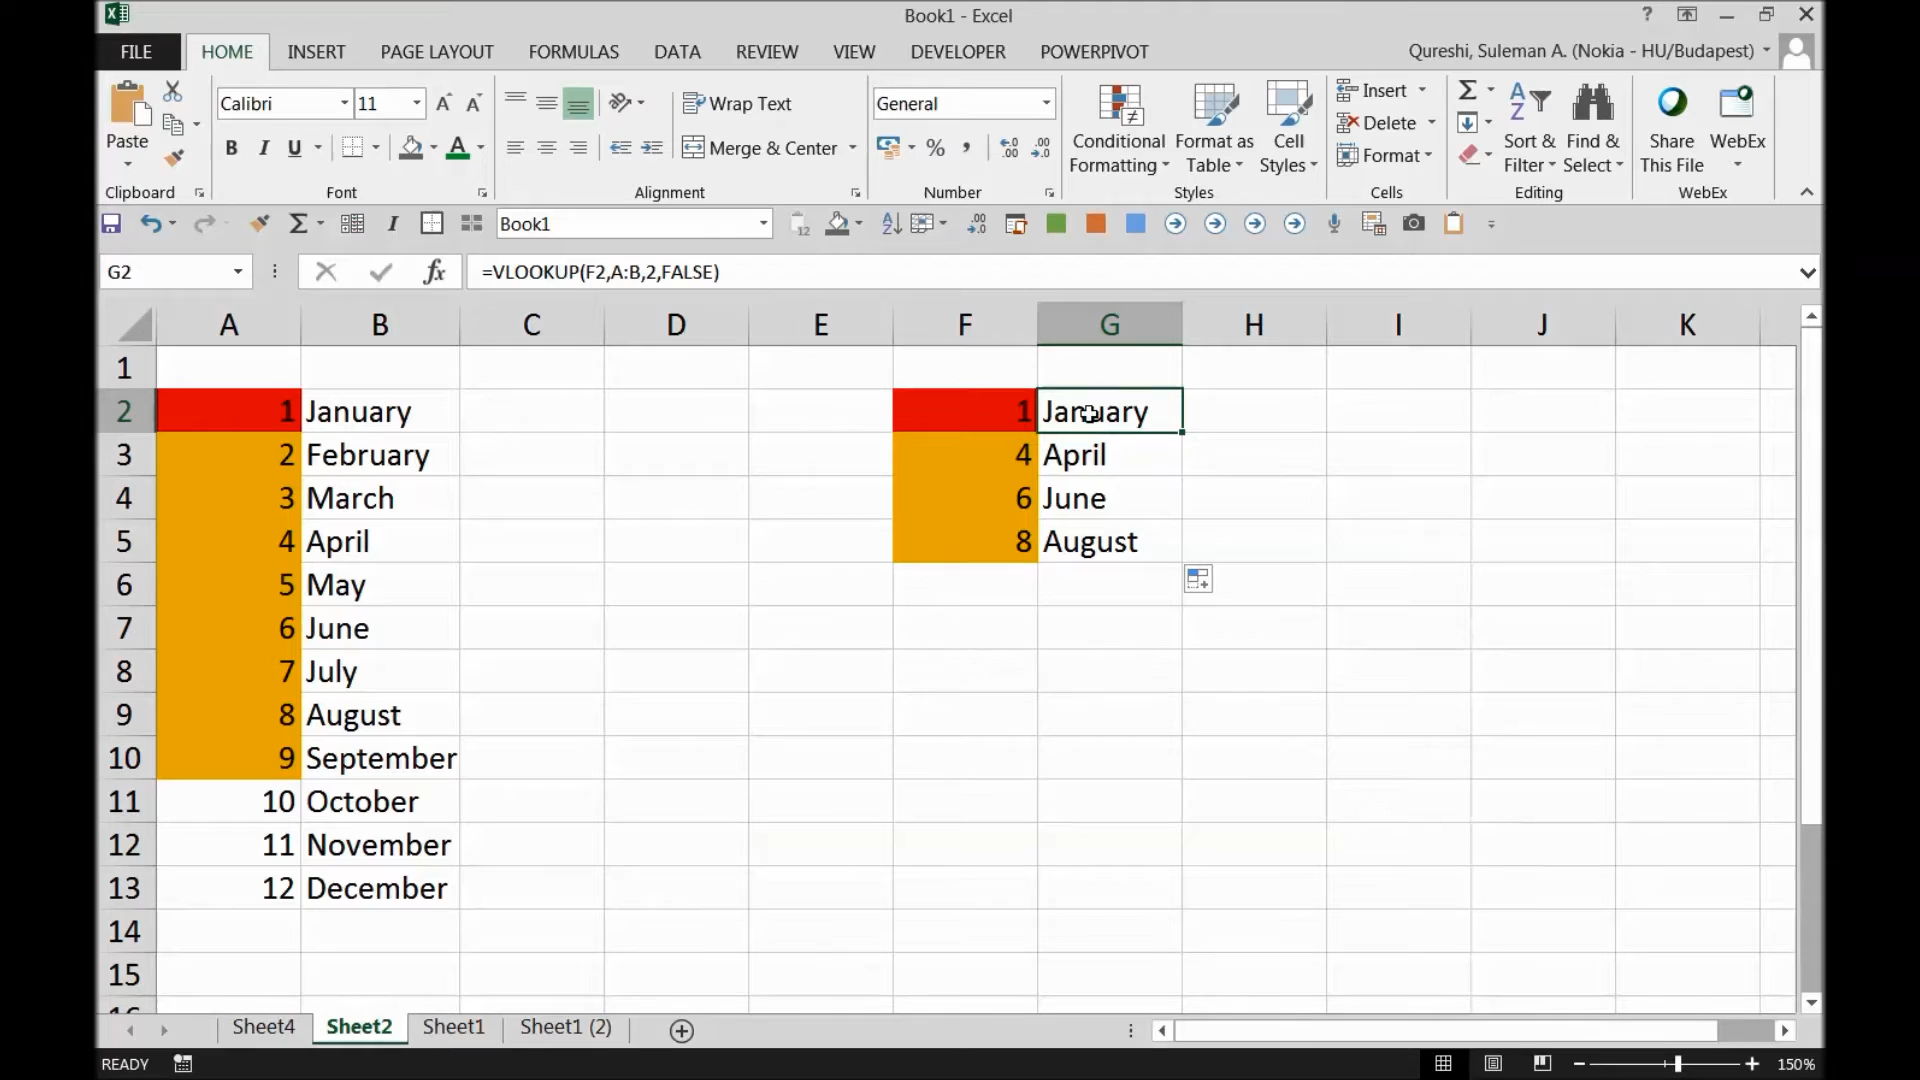 Book1 - Excel
?
FILE HOME INSERT PAGE LAYOUT FORMULAS DATA REVIEW VIEW DEVELOPER POWERPIVOT Qureshi, Suleman A. (Nokia - HU/Budapest)
Paste
Calibri 11 A A
B I U A
Wrap Text
Merge & Center
General
% , .00 .0
Conditional Formatting
Format as Table
Cell Styles
Insert
Delete
Format
Sort & Filter
Find & Select
Share This File
WebEx
Clipboard Font Alignment Number Styles Cells Editing WebEx
Book1
G2 fx =VLOOKUP(F2,A:B,2,FALSE)
A B C D E F G H I J K
1
2 1 January 1 January
3 2 February 4 April
4 3 March 6 June
5 4 April 8 August
6 5 May
7 6 June
8 7 July
9 8 August
10 9 September
11 10 October
12 11 November
13 12 December
14
15
16
Sheet4 Sheet2 Sheet1 Sheet1 (2)
READY 150%